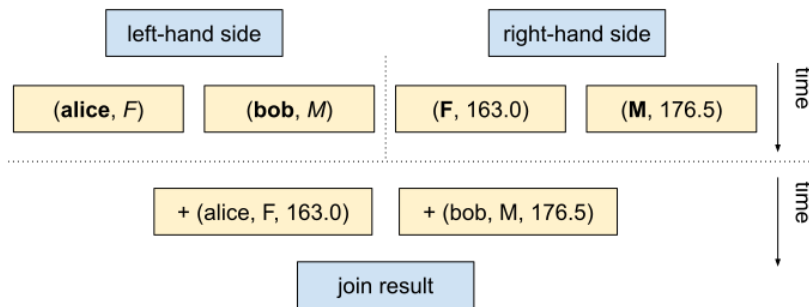 left-hand side
right-hand side
(alice, F)
(bob, M)
(F, 163.0)
(M, 176.5)
time
+ (alice, F, 163.0)
+ (bob, M, 176.5)
time
join result